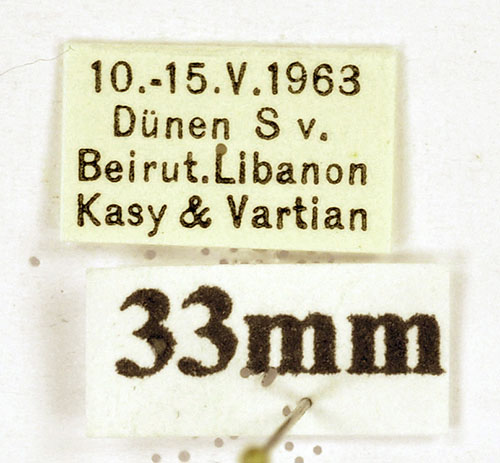 10.-15.V.1963
Dünen S v.
Beirut.Libanon
Kasy & Vartian
33mm